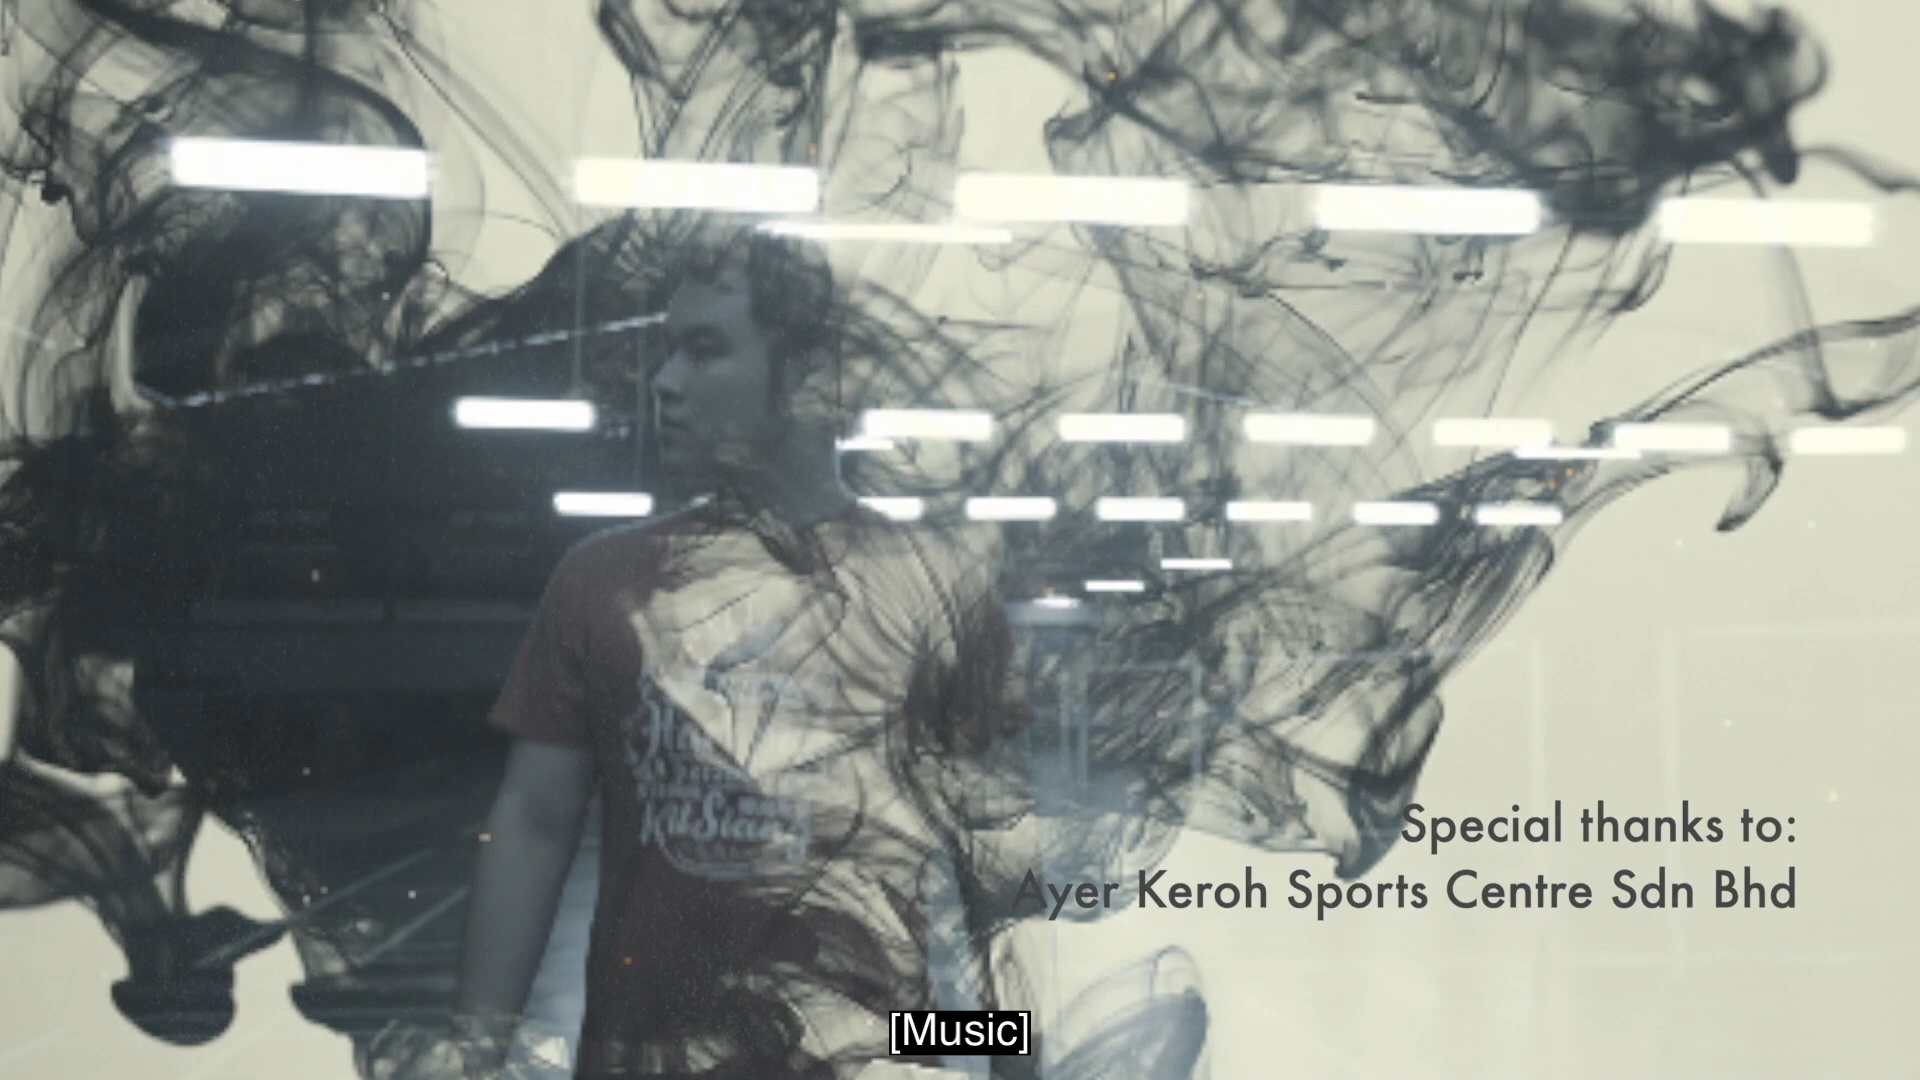 Special thanks to:
Ayer Keroh Sports Centre Sdn Bhd
[Music]